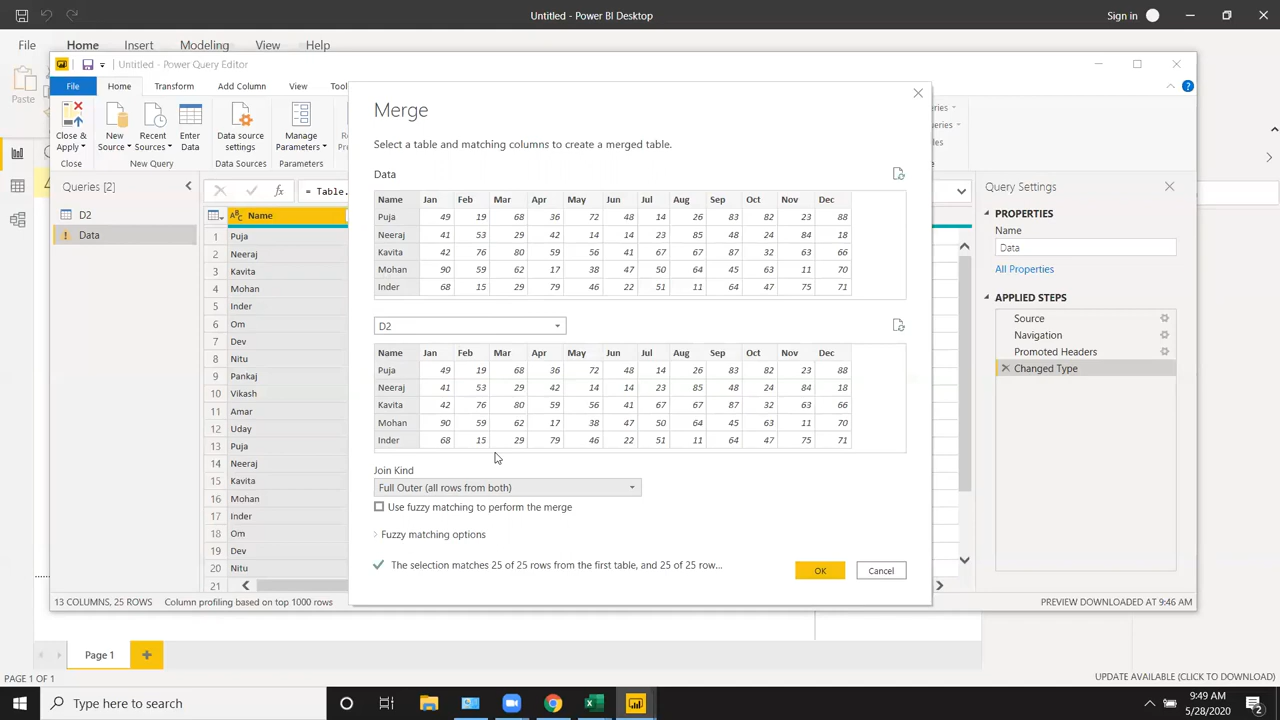 Untitled - Power BI Desktop
Sign in
File Home Insert Modeling View Help
Untitled - Power Query Editor
File Home Transform Add Column View
Paste
Close & Apply
New Source
Recent Sources
Enter Data
Data source settings
Manage Parameters
Close
New Query
Data Sources
Parameters
Queries [2]
D2
Data
= Table.
Name
1 Puja
2 Neeraj
3 Kavita
4 Mohan
5 Inder
6 Om
7 Dev
8 Nitu
9 Pankaj
10 Vikash
11 Amar
12 Uday
13 Puja
14 Neeraj
15 Kavita
16 Mohan
17 Inder
18 Om
19 Dev
20 Nitu
21
Merge
Select a table and matching columns to create a merged table.
Data
Name Jan Feb Mar Apr May Jun Jul Aug Sep Oct Nov Dec
Puja 49 19 68 36 72 48 14 26 83 82 23 88
Neeraj 41 53 29 42 14 14 23 85 48 24 84 18
Kavita 42 76 80 59 56 41 67 67 87 32 63 66
Mohan 90 59 62 17 38 47 50 64 45 63 11 70
Inder 68 15 29 79 46 22 51 11 64 47 75 71
D2
Name Jan Feb Mar Apr May Jun Jul Aug Sep Oct Nov Dec
Puja 49 19 68 36 72 48 14 26 83 82 23 88
Neeraj 41 53 29 42 14 14 23 85 48 24 84 18
Kavita 42 76 80 59 56 41 67 67 87 32 63 66
Mohan 90 59 62 17 38 47 50 64 45 63 11 70
Inder 68 15 29 79 46 22 51 11 64 47 75 71
Join Kind
Full Outer (all rows from both)
Use fuzzy matching to perform the merge
Fuzzy matching options
The selection matches 25 of 25 rows from the first table, and 25 of 25 row...
OK Cancel
Query Settings
PROPERTIES
Name
Data
All Properties
APPLIED STEPS
Source
Navigation
Promoted Headers
Changed Type
13 COLUMNS, 25 ROWS Column profiling based on top 1000 rows
PREVIEW DOWNLOADED AT 9:46 AM
Page 1
PAGE 1 OF 1
UPDATE AVAILABLE (CLICK TO DOWNLOAD)
Type here to search
9:49 AM
5/28/2020
2